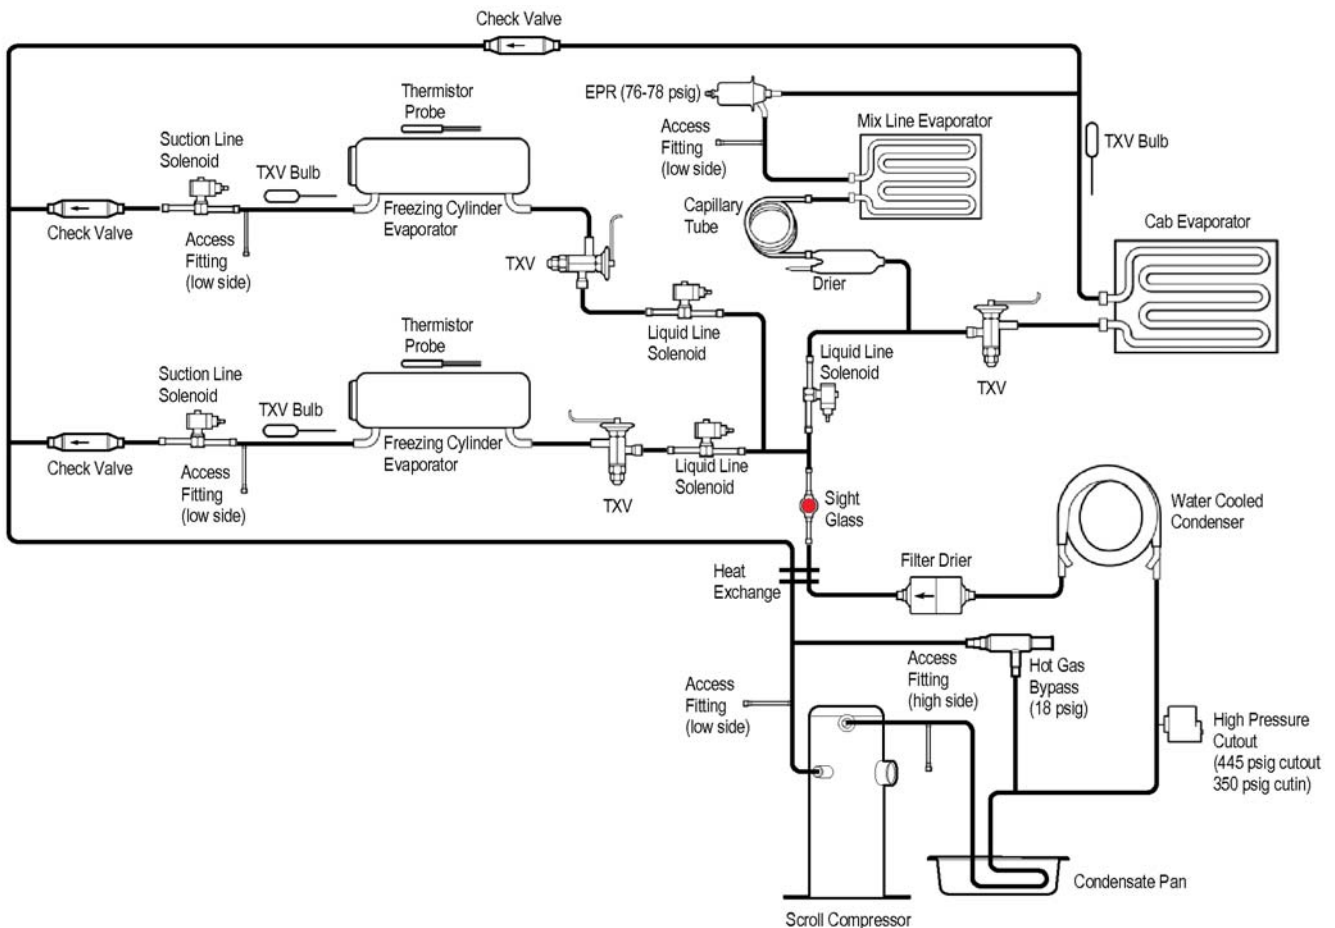 Check Valve
EPR (76-78 psig)
Thermistor
Probe
Mix Line Evaporator
Access
Fitting
(low side)
Suction Line
Solenoid
TXV Bulb
TXV Bulb
Capillary
Tube
Freezing Cylinder
Evaporator
Cab Evaporator
Check Valve
Access
Fitting
(low side)
TXV
Drier
Thermistor
Probe
Liquid Line
Solenoid
Liquid Line
Solenoid
TXV
Suction Line
Solenoid
TXV Bulb
Freezing Cylinder
Evaporator
Check Valve
Access
Fitting
(low side)
Liquid Line
Solenoid
TXV
Sight
Glass
Water Cooled
Condenser
Filter Drier
Heat
Exchange
Access
Fitting
(high side)
Hot Gas
Bypass
(18 psig)
Access
Fitting
(low side)
High Pressure
Cutout
(445 psig cutout
350 psig cutin)
Condensate Pan
Scroll Compressor